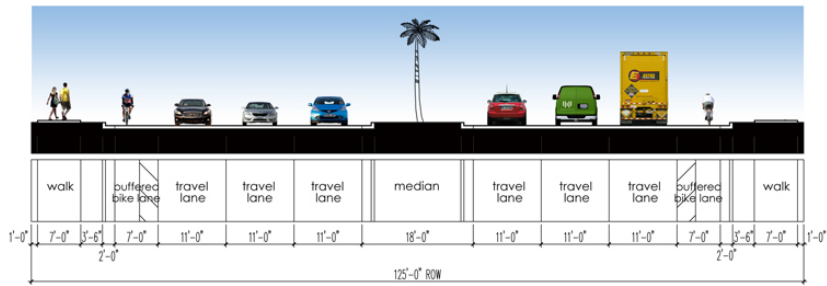 walk
buffered
bike lane
travel
lane
travel
lane
travel
lane
median
travel
lane
travel
lane
travel
lane
buffered
bike lane
walk
1'-0" 7'-0" 3'-6" 7'-0" 11'-0" 11'-0" 11'-0" 18'-0" 11'-0" 11'-0" 11'-0" 7'-0" 3'-6" 7'-0" 1'-0"
2'-0" 2'-0"
125'-0" ROW